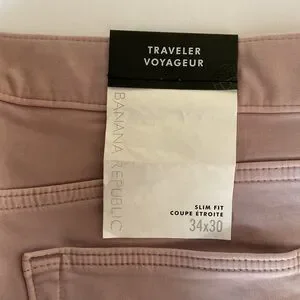 TRAVELER
VOYAGEUR
BANANA REPUBLIC
SLIM FIT
COUPE ÉTROITE
34x30